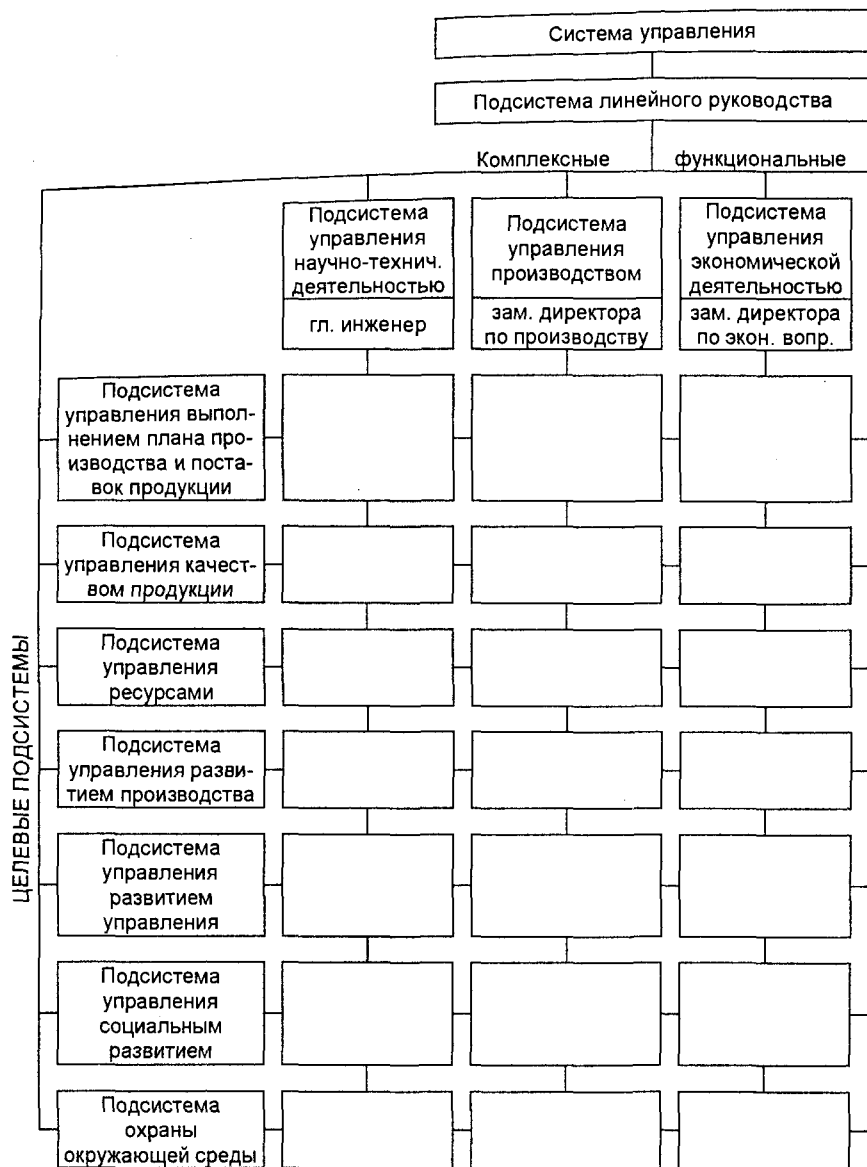 Система управления
Подсистема линейного руководства
Комплексные функциональные
Подсистема
управления
научно-технич.
деятельностью
гл. инженер
Подсистема
управления
производством
зам. директора
по производству
Подсистема
управления
экономической
деятельностью
зам. директора
по экон. вопр.
ЦЕЛЕВЫЕ ПОДСИСТЕМЫ
Подсистема
управления выпол-
нением плана про-
изводства и поста-
вок продукции
Подсистема
управления качест-
вом продукции
Подсистема
управления
ресурсами
Подсистема
управления разви-
тием производства
Подсистема
управления
развитием
управления
Подсистема
управления
социальным
развитием
Подсистема
охраны
окружающей среды